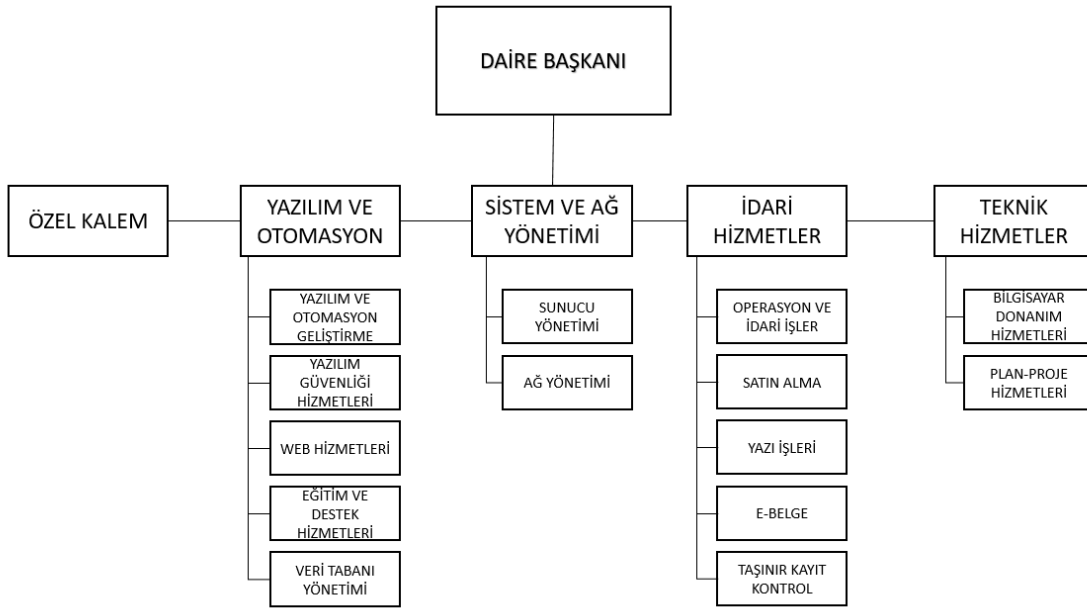 DAİRE BAŞKANI
ÖZEL KALEM
YAZILIM VE
OTOMASYON
SİSTEM VE AĞ
YÖNETİMİ
İDARİ
HİZMETLER
TEKNİK
HİZMETLER
YAZILIM VE
OTOMASYON
GELİŞTİRME
YAZILIM
GÜVENLİĞİ
HİZMETLERİ
WEB HİZMETLERİ
EĞİTİM VE
DESTEK
HİZMETLERİ
VERİ TABANI
YÖNETİMİ
SUNUCU
YÖNETİMİ
AĞ YÖNETİMİ
OPERASYON VE
İDARİ İŞLER
SATIN ALMA
YAZI İŞLERİ
E-BELGE
TAŞINIR KAYIT
KONTROL
BİLGİSAYAR
DONANIM
HİZMETLERİ
PLAN-PROJE
HİZMETLERİ